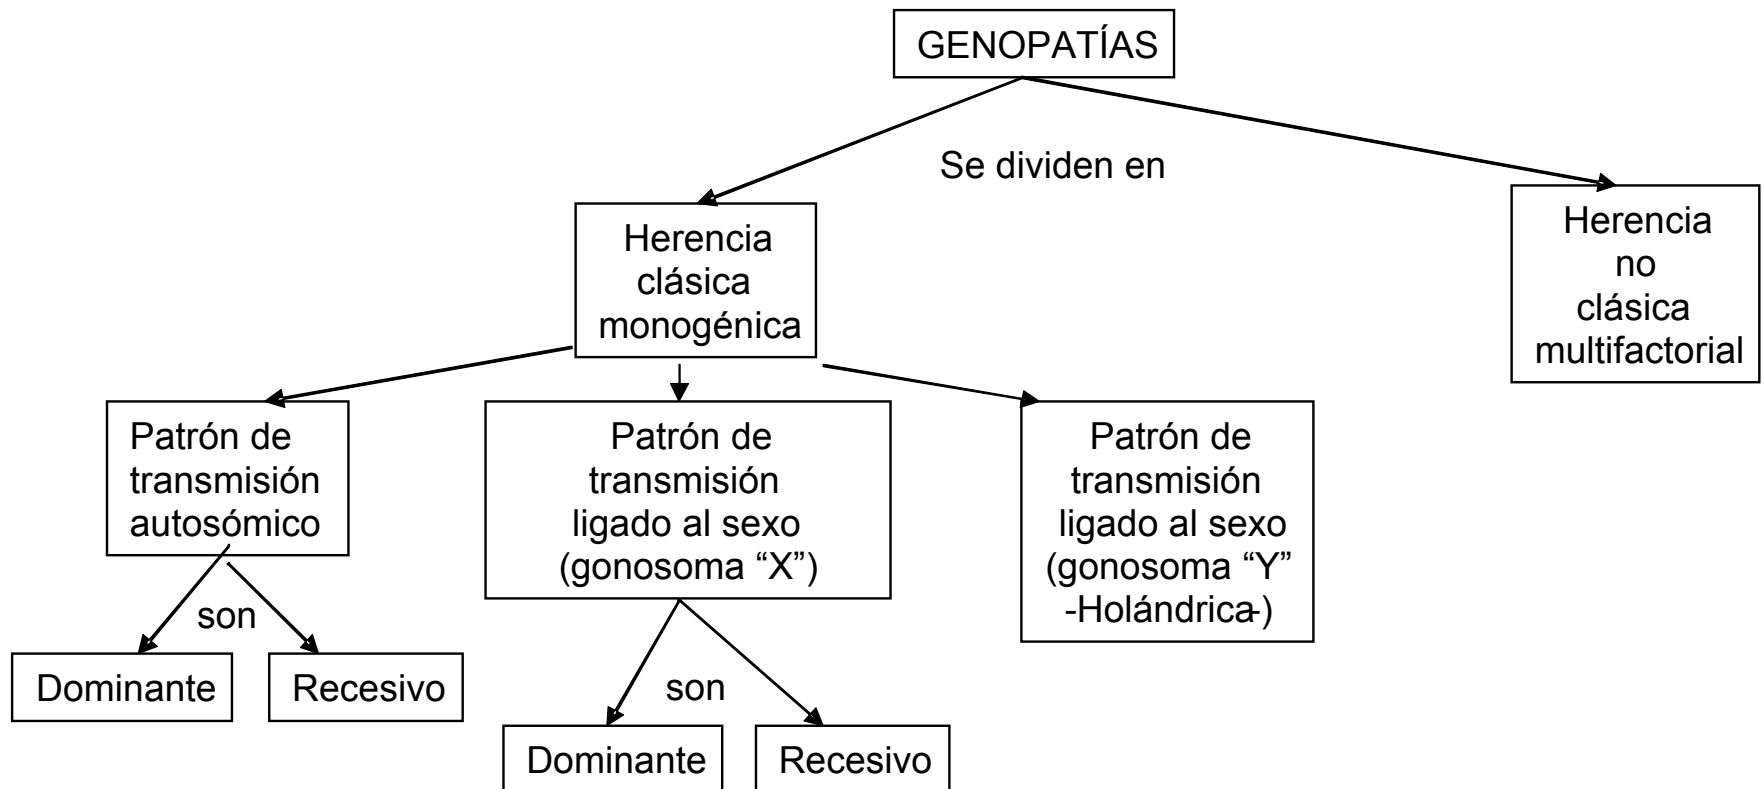 GENOPATÍAS
Se dividen en
Herencia
clásica
monogénica
Herencia
no
clásica
multifactorial
Patrón de
transmisión
autosómico
Patrón de
transmisión
ligado al sexo
(gonosoma “X”)
Patrón de
transmisión
ligado al sexo
(gonosoma “Y”
-Holándrica-)
son
Dominante
Recesivo
son
Dominante
Recesivo